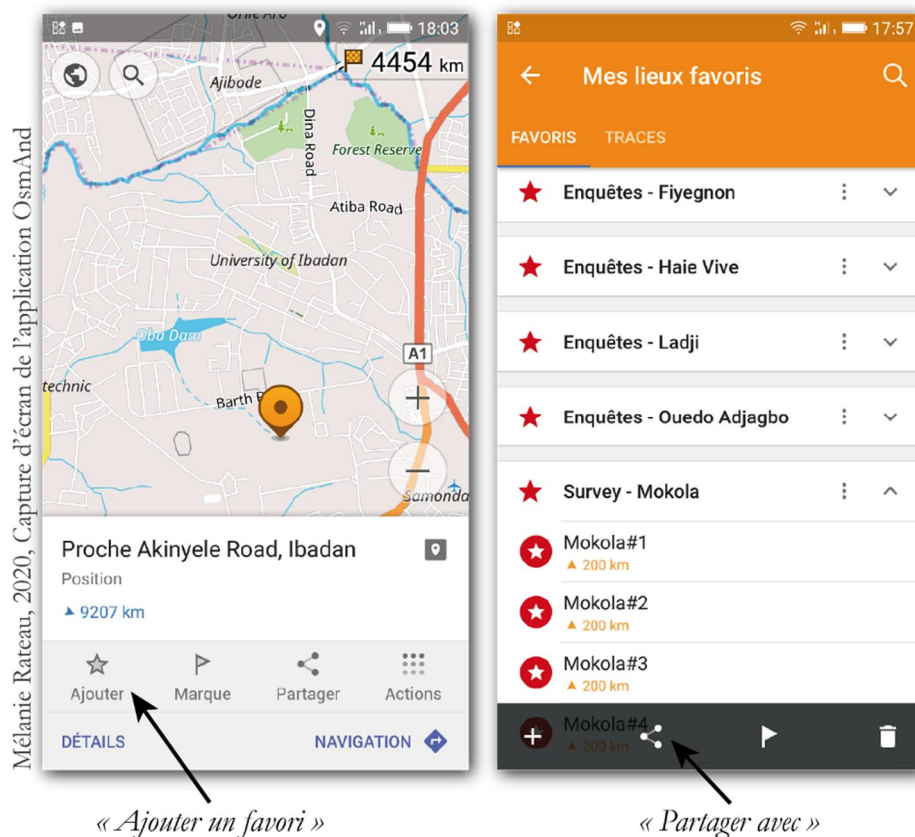 Mélanie Rateau, 2020, Capture d'écran de l'application OsmAnd
18:03
4454 km
Ajibode
Dina Road
Forest Reserve
Atiba Road
University of Ibadan
Oba Dam
A1
technic
Barth
Samonda
Proche Akinyele Road, Ibadan
Position
9207 km
Ajouter
Marque
Partager
Actions
DÉTAILS
NAVIGATION
« Ajouter un favori »
17:57
Mes lieux favoris
FAVORIS TRACES
Enquêtes - Fiyegnon
Enquêtes - Haie Vive
Enquêtes - Ladji
Enquêtes - Ouedo Adjagbo
Survey - Mokola
Mokola#1
200 km
Mokola#2
200 km
Mokola#3
200 km
Mokola#4
200 km
« Partager avec »